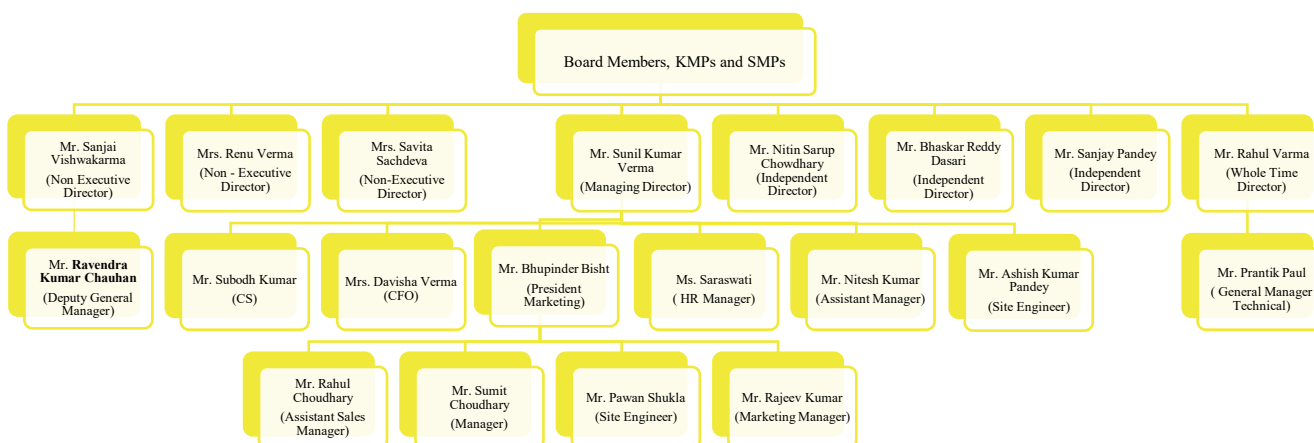 Board Members, KMPs and SMPs
Mr. Sanjai
Vishwakarma
(Non Executive
Director)
Mrs. Renu Verma
(Non - Executive
Director)
Mrs. Savita
Sachdeva
(Non-Executive
Director)
Mr. Sunil Kumar
Verma
(Managing Director)
Mr. Nitin Sarup
Chowdhary
(Independent
Director)
Mr. Bhaskar Reddy
Dasari
(Independent
Director)
Mr. Sanjay Pandey
(Independent
Director)
Mr. Rahul Varma
(Whole Time
Director)
Mr. Ravendra
Kumar Chauhan
(Deputy General
Manager)
Mr. Subodh Kumar
(CS)
Mrs. Davisha Verma
(CFO)
Mr. Bhupinder Bisht
(President
Marketing)
Ms. Saraswati
( HR Manager)
Mr. Nitesh Kumar
(Assistant Manager)
Mr. Ashish Kumar
Pandey
(Site Engineer)
Mr. Prantik Paul
( General Manager
Technical)
Mr. Rahul
Choudhary
(Assistant Sales
Manager)
Mr. Sumit
Choudhary
(Manager)
Mr. Pawan Shukla
(Site Engineer)
Mr. Rajeev Kumar
(Marketing Manager)